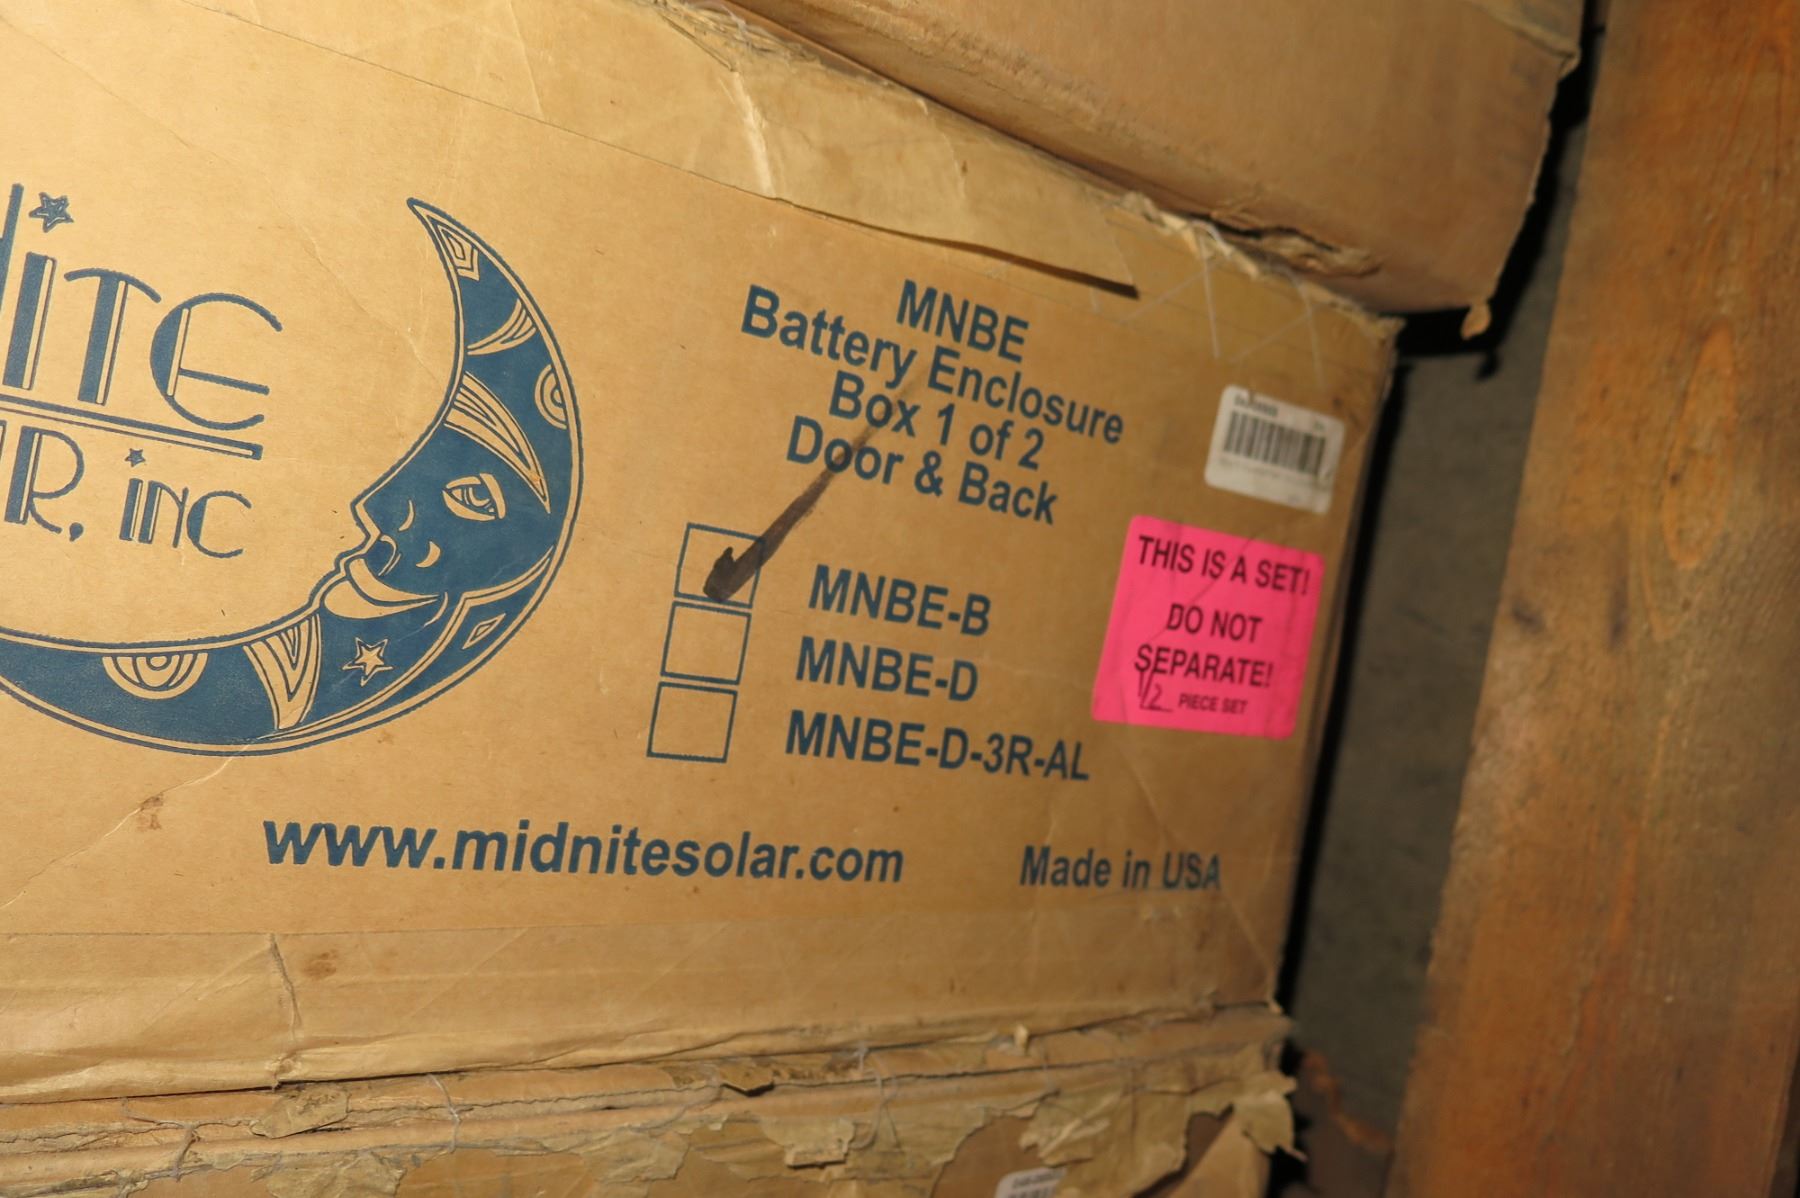 NITE
R, INC
MNBE
Battery Enclosure
Box 1 of 2
Door & Back
MNBE-B
MNBE-D
MNBE-D-3R-AL
www.midnitesolar.com
Made in USA
THIS IS A SET!
DO NOT
SEPARATE!
1/2 PIECE SET